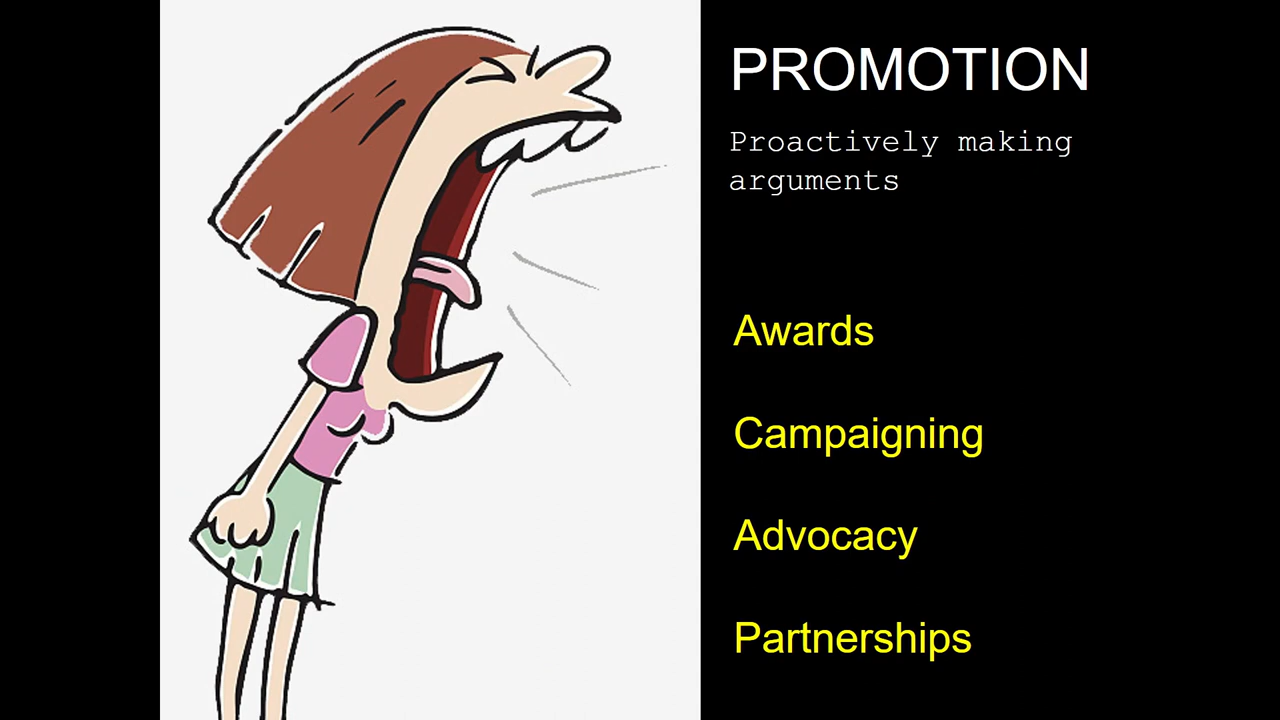 PROMOTION
Proactively making
arguments
Awards
Campaigning
Advocacy
Partnerships